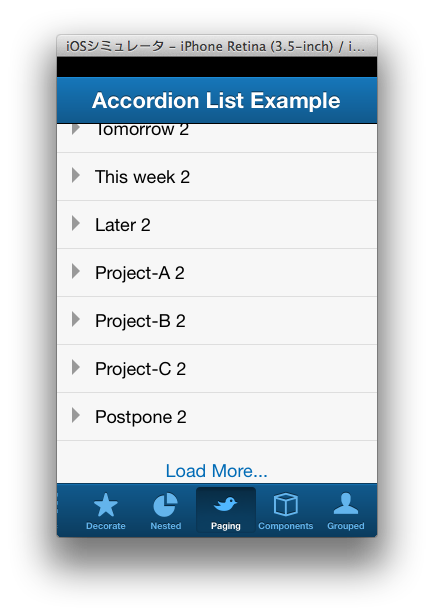 iOSシミュレータ – iPhone Retina (3.5-inch) / i...
Accordion List Example
Tomorrow 2
This week 2
Later 2
Project-A 2
Project-B 2
Project-C 2
Postpone 2
Load More...
Decorate
Nested
Paging
Components
Grouped